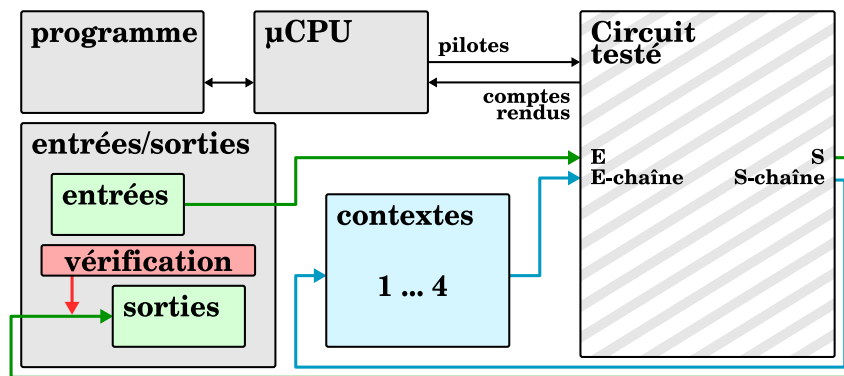 programme
µCPU
pilotes
comptes
rendus
Circuit
testé
entrées/sorties
entrées
vérification
sorties
contextes
1 ... 4
E
E-chaîne
S
S-chaîne